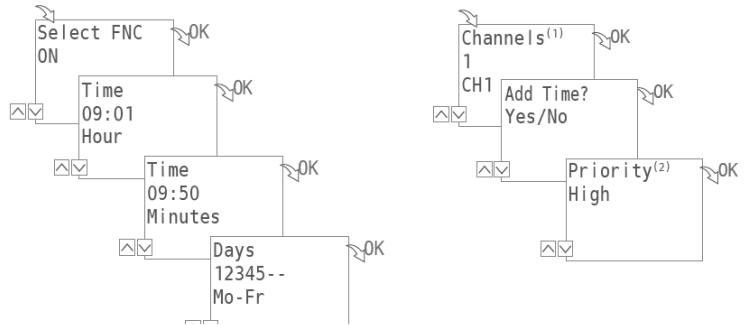 Select FNC
ON
OK
Time
09:01
Hour
OK
Time
09:50
Minutes
OK
Days
12345--
Mo-Fr
OK
Channels(1)
1
CH1
OK
Add Time?
Yes/No
OK
Priority(2)
High
OK